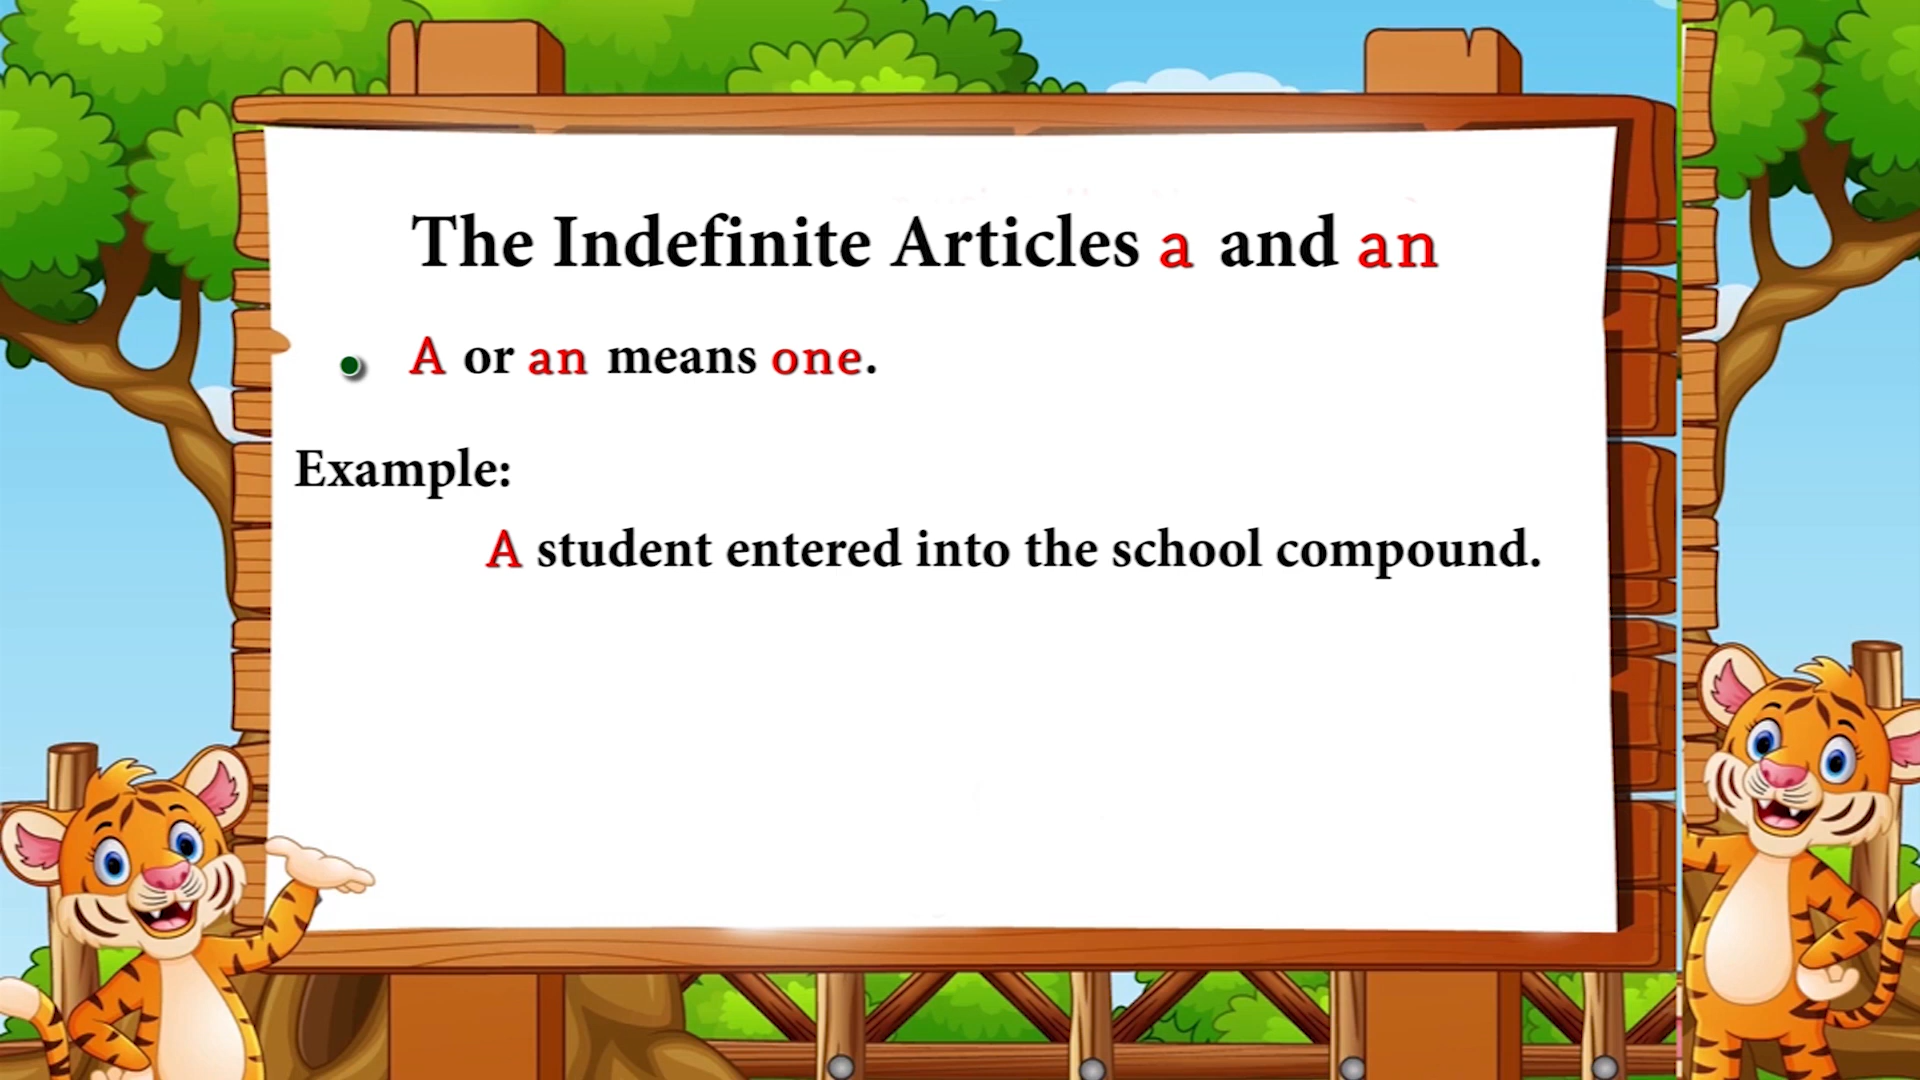 The Indefinite Articles a and an
• A or an means one.
Example:
A student entered into the school compound.